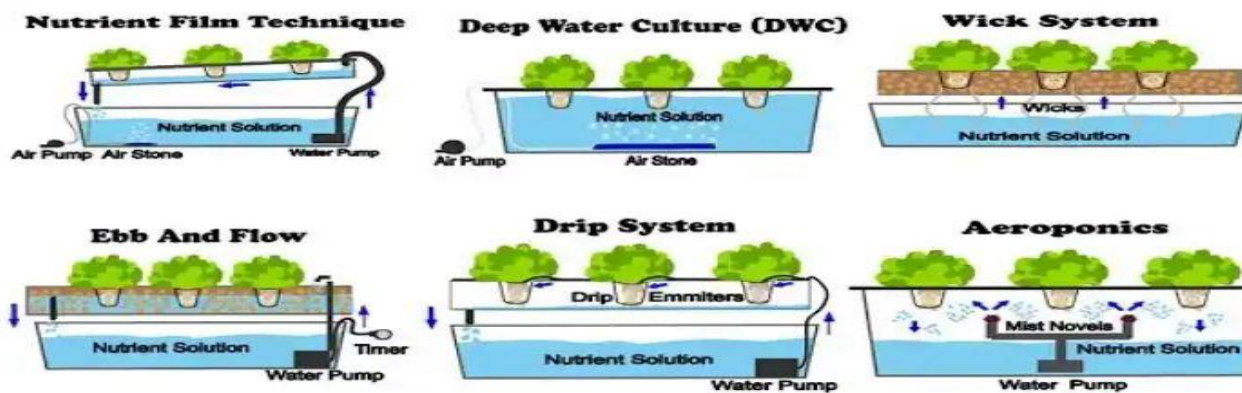 Nutrient Film Technique
Nutrient Solution
Air Pump
Air Stone
Water Pump
Deep Water Culture (DWC)
Nutrient Solution
Air Pump
Air Stone
Wick System
Wicks
Nutrient Solution
Ebb And Flow
Nutrient Solution
Timer
Water Pump
Drip System
Drip Emmiters
Nutrient Solution
Water Pump
Aeroponics
Mist Novels
Nutrient Solution
Water Pump